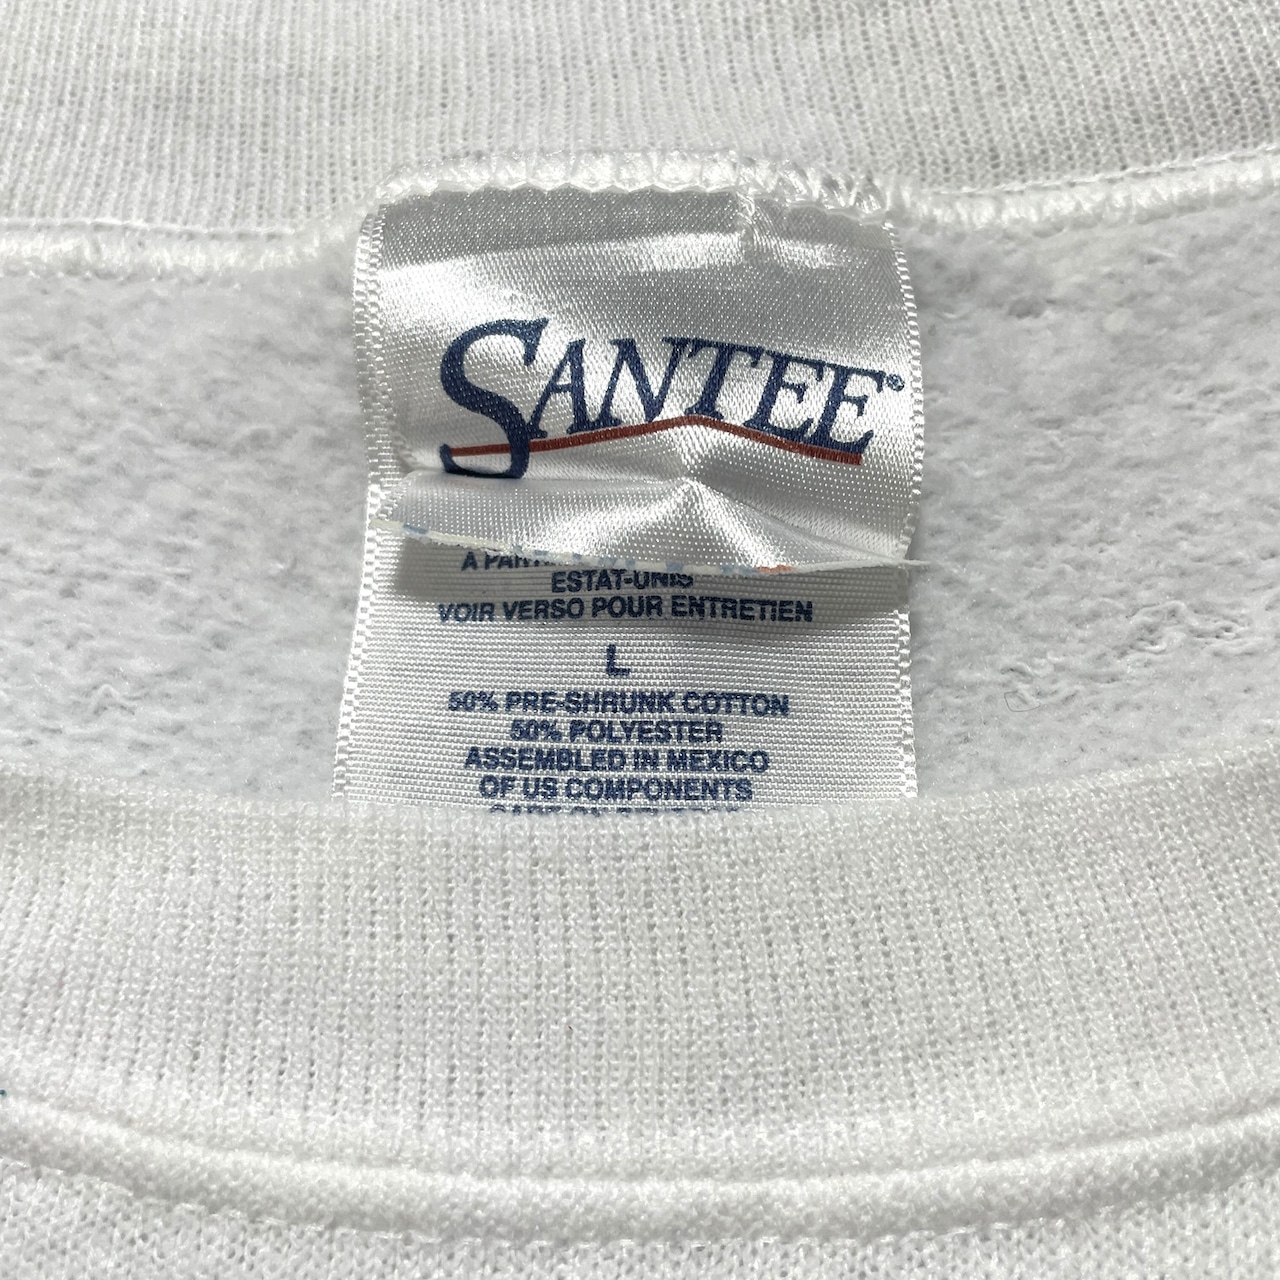 SANTEE®
A
ESTAT-UNIS
VOIR VERSO POUR ENTRETIEN
L
50% PRE-SHRUNK COTTON
50% POLYESTER
ASSEMBLED IN MEXICO
OF US COMPONENTS